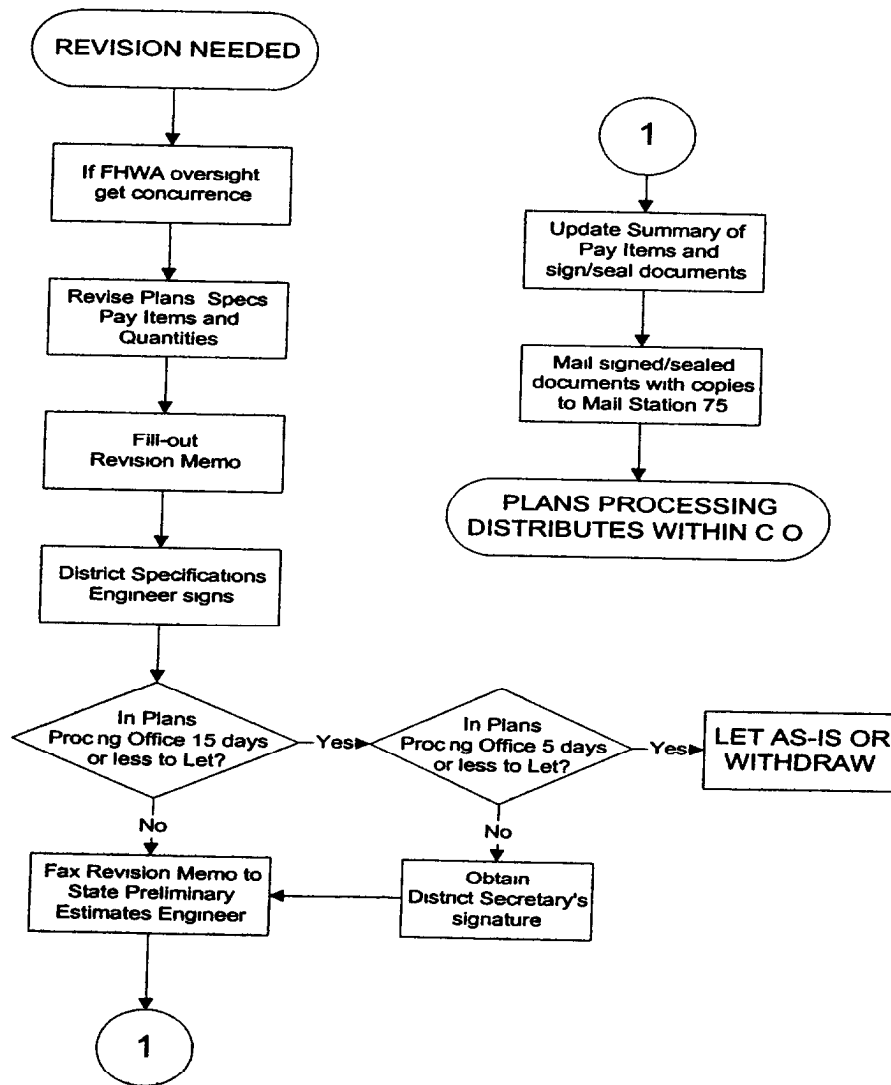 REVISION NEEDED
If FHWA oversight
get concurrence
Revise Plans Specs
Pay Items and
Quantities
Fill-out
Revision Memo
District Specifications
Engineer signs
In Plans
Proc ng Office 15 days
or less to Let?
Yes
In Plans
Proc ng Office 5 days
or less to Let?
Yes
LET AS-IS OR
WITHDRAW
No
No
Fax Revision Memo to
State Preliminary
Estimates Engineer
Obtain
District Secretary's
signature
1
1
Update Summary of
Pay Items and
sign/seal documents
Mail signed/sealed
documents with copies
to Mail Station 75
PLANS PROCESSING
DISTRIBUTES WITHIN C O